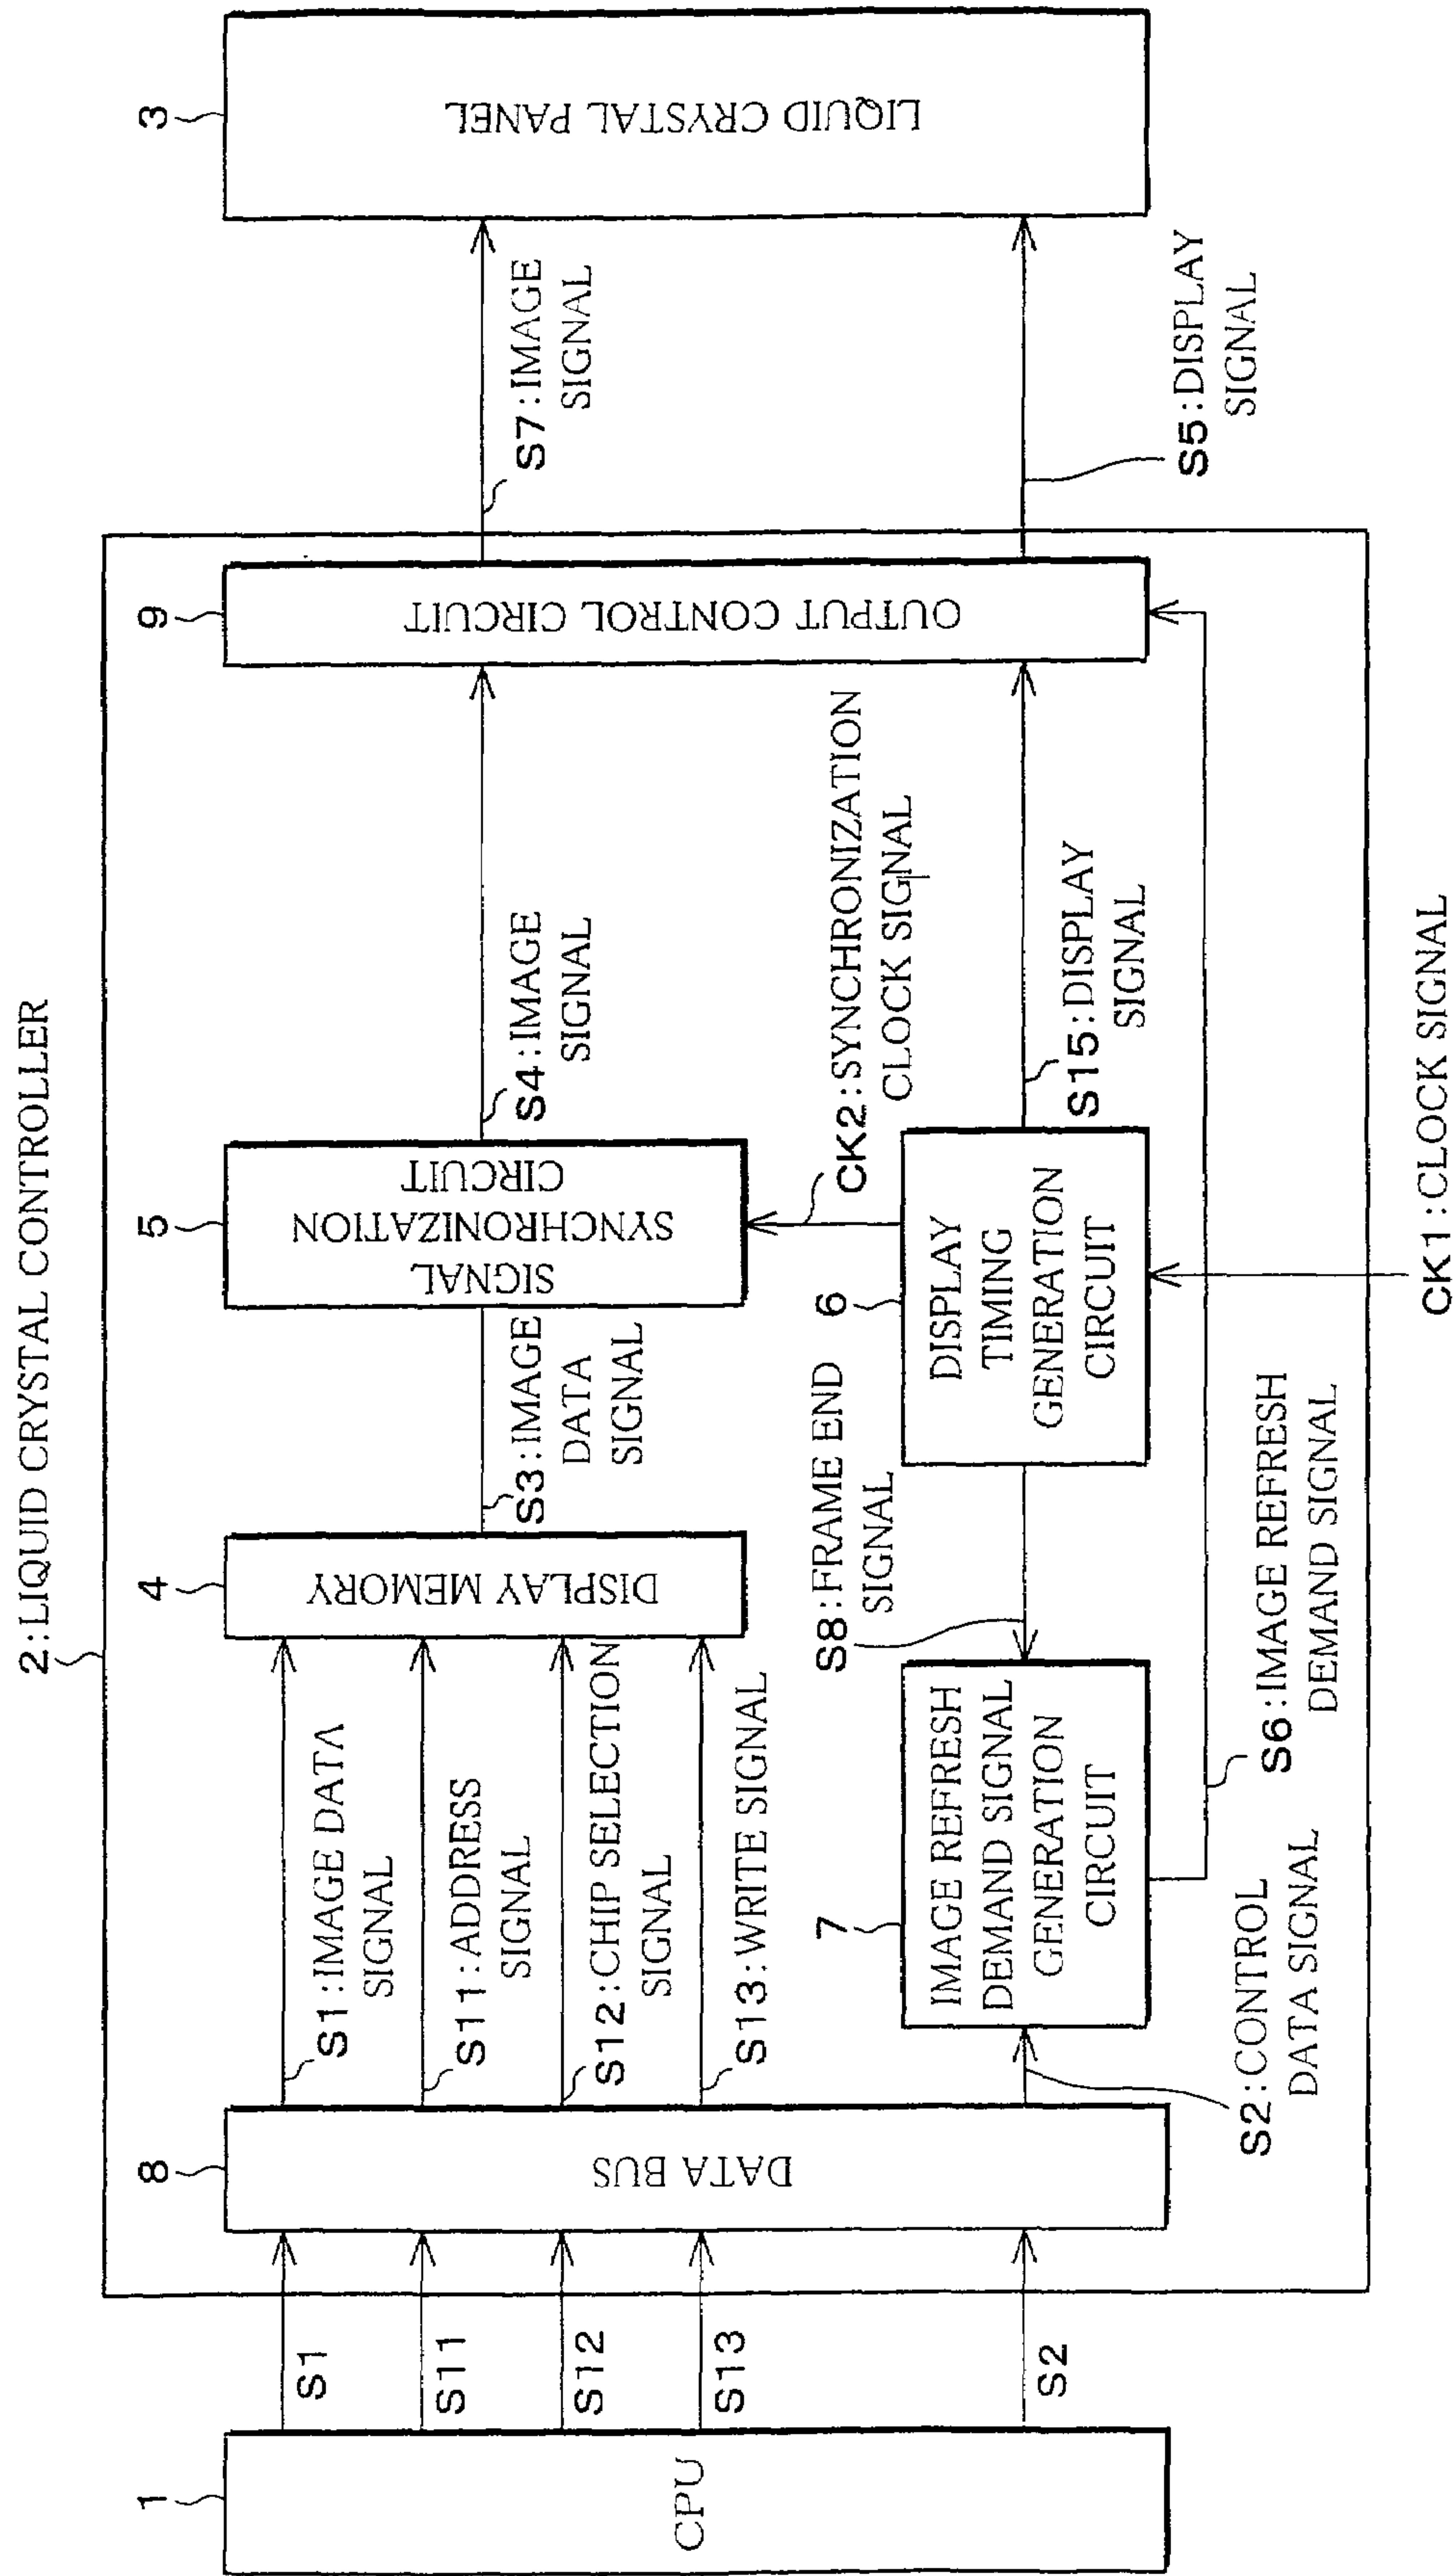 2:LIQUID CRYSTAL CONTROLLER
1
CPU
S1
S11
S12
S13
S2
8
DATA BUS
S1:IMAGE DATA
SIGNAL
S11:ADDRESS
SIGNAL
S12:CHIP SELECTION
SIGNAL
S13:WRITE SIGNAL
S2:CONTROL
DATA SIGNAL
4
DISPLAY MEMORY
7
IMAGE REFRESH
DEMAND SIGNAL
GENERATION
CIRCUIT
S3:IMAGE
DATA
SIGNAL
S8:FRAME END
SIGNAL
S6:IMAGE REFRESH
DEMAND SIGNAL
5
SIGNAL
SYNCHRONIZATION
CIRCUIT
6
DISPLAY
TIMING
GENERATION
CIRCUIT
CK2:SYNCHRONIZATION
CLOCK SIGNAL
CK1:CLOCK SIGNAL
S4:IMAGE
SIGNAL
S15:DISPLAY
SIGNAL
9
OUTPUT CONTROL CIRCUIT
S7:IMAGE
SIGNAL
S5:DISPLAY
SIGNAL
3
LIQUID CRYSTAL PANEL